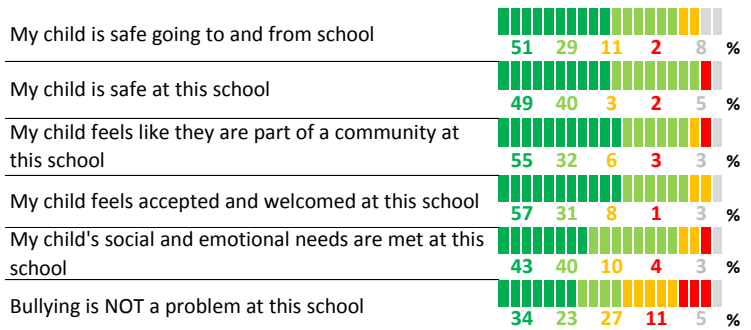 My child is safe going to and from school
51 29 11 2 8 %
My child is safe at this school
49 40 3 2 5 %
My child feels like they are part of a community at
this school
55 32 6 3 3 %
My child feels accepted and welcomed at this school
57 31 8 1 3 %
My child's social and emotional needs are met at this
school
43 40 10 4 3 %
Bullying is NOT a problem at this school
34 23 27 11 5 %